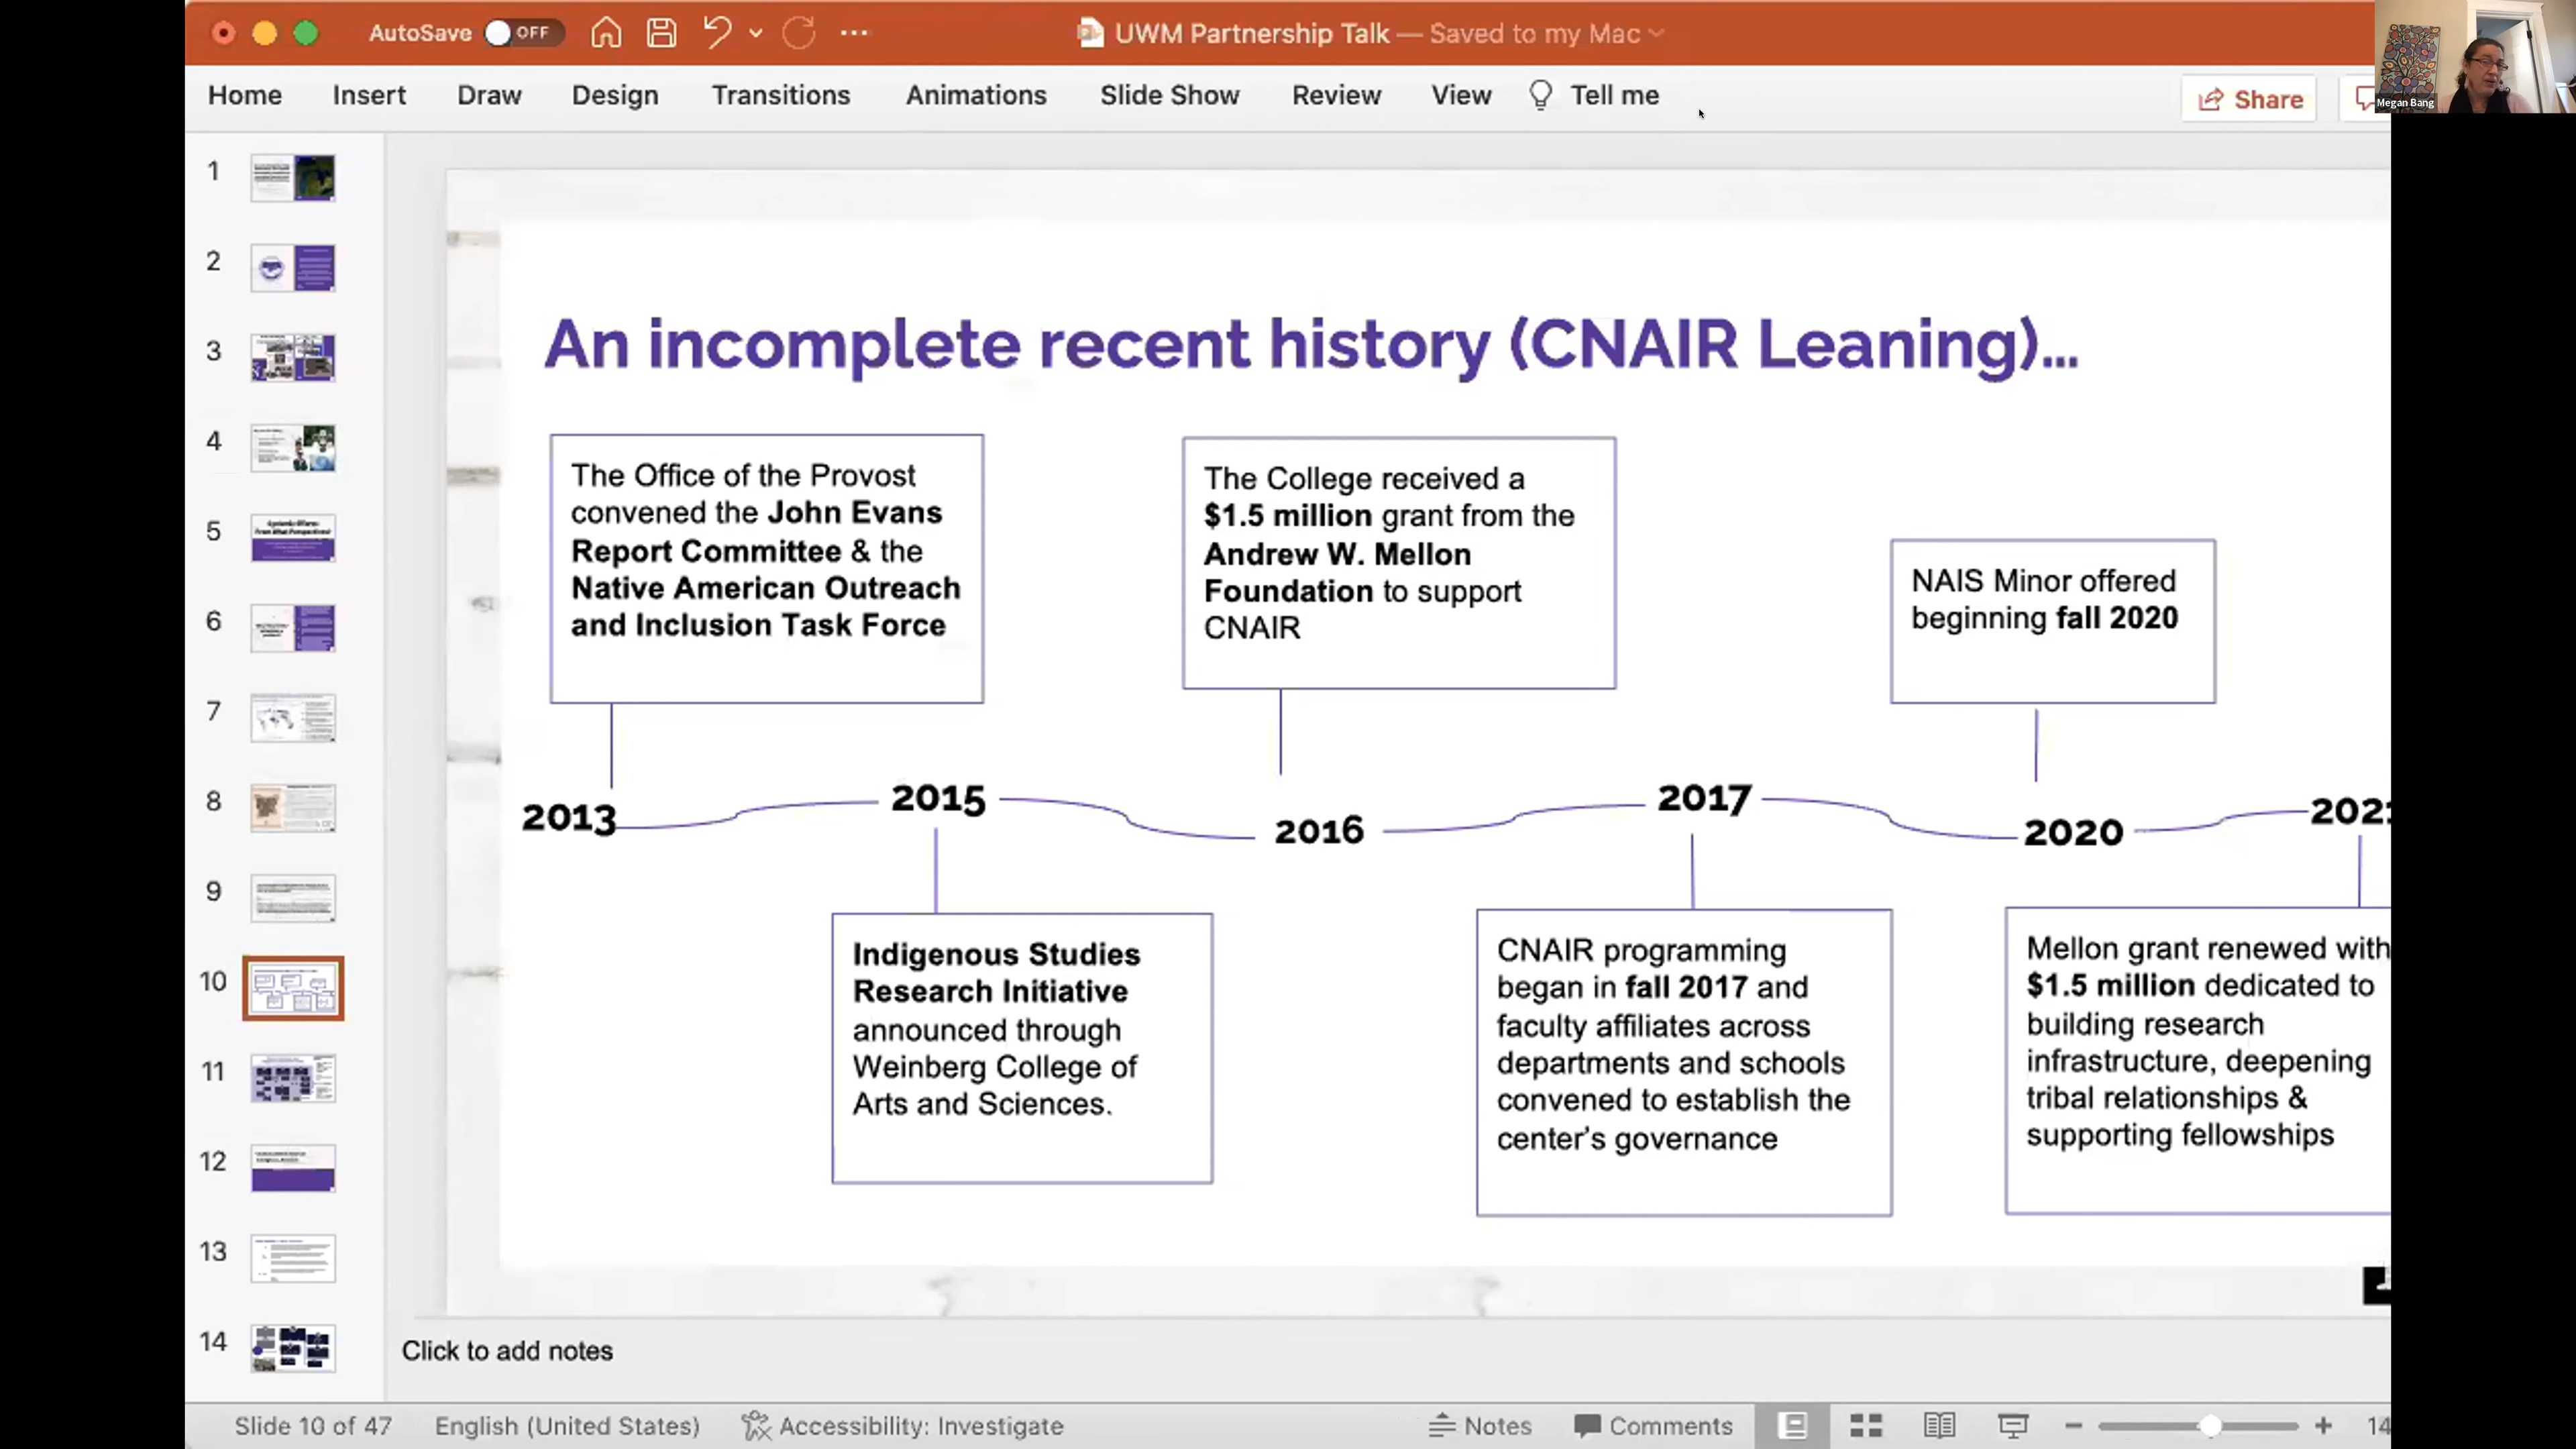 AutoSave OFF
UWM Partnership Talk — Saved to my Mac
Megan Bang
Home Insert Draw Design Transitions Animations Slide Show Review View Tell me Share
1
2
3
4
5
6
7
8
9
10
11
12
13
14
An incomplete recent history (CNAIR Leaning)...
The Office of the Provost
convened the John Evans
Report Committee & the
Native American Outreach
and Inclusion Task Force
The College received a
$1.5 million grant from the
Andrew W. Mellon
Foundation to support
CNAIR
NAIS Minor offered
beginning fall 2020
2013 2015 2016 2017 2020 2021
Indigenous Studies
Research Initiative
announced through
Weinberg College of
Arts and Sciences.
CNAIR programming
began in fall 2017 and
faculty affiliates across
departments and schools
convened to establish the
center's governance
Mellon grant renewed with
$1.5 million dedicated to
building research
infrastructure, deepening
tribal relationships &
supporting fellowships
Click to add notes
Slide 10 of 47 English (United States) Accessibility: Investigate Notes Comments 14